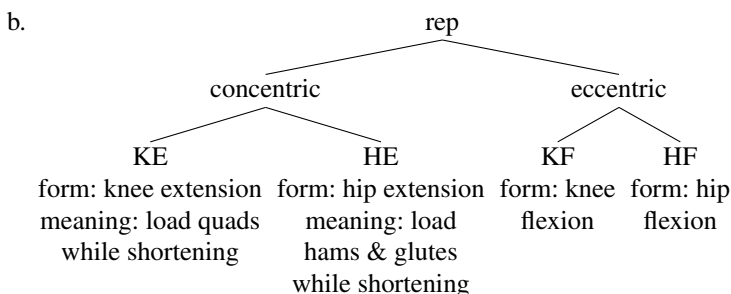 b.
rep
concentric eccentric
KE HE KF HF
form: knee extension form: hip extension form: knee form: hip
meaning: load quads meaning: load flexion flexion
while shortening hams & glutes
while shortening